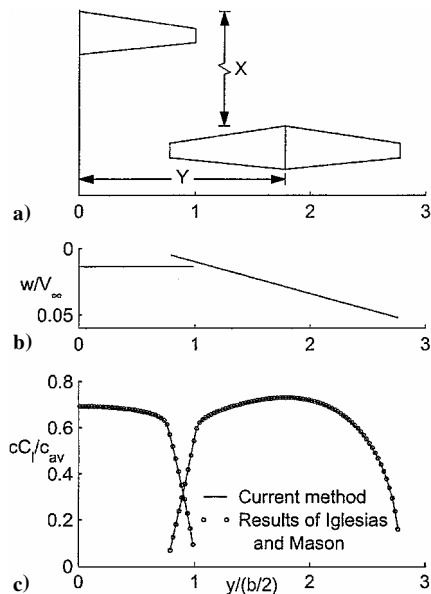 X
Y
a)
0 1 2 3
b)
0
w/V∞
0.05
0 1 2 3
0.8
0.6
cCl/cav
0.4
0.2
0
Current method
Results of Iglesias
and Mason
0 1 2 3
c)
y/(b/2)